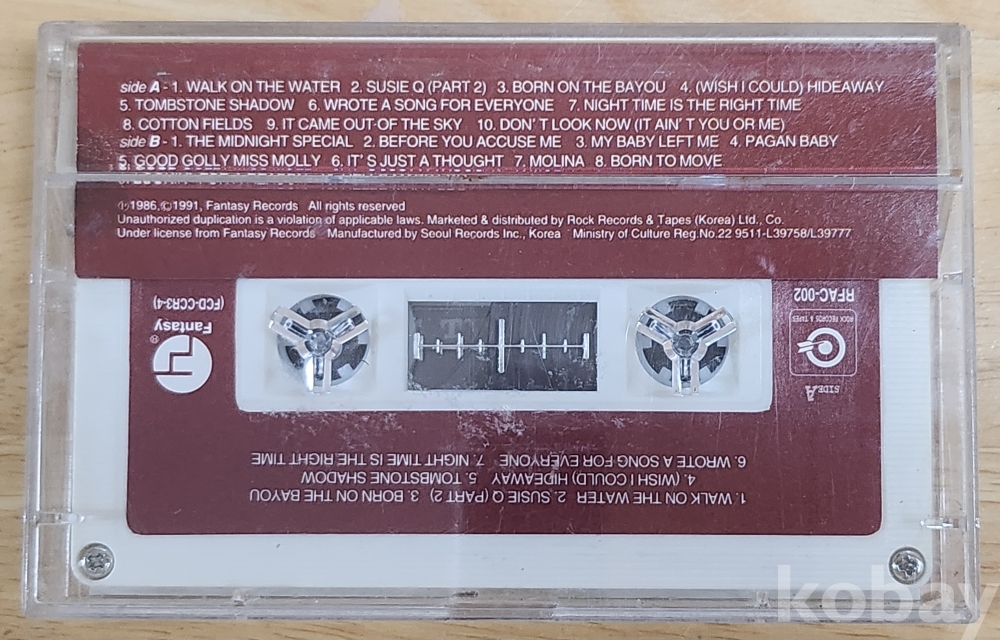 side A - 1. WALK ON THE WATER 2. SUSIE Q (PART 2) 3. BORN ON THE BAYOU 4. (WISH I COULD) HIDEAWAY
5. TOMBSTONE SHADOW 6. WROTE A SONG FOR EVERYONE 7. NIGHT TIME IS THE RIGHT TIME
8. COTTON FIELDS 9. IT CAME OUT OF THE SKY 10. DON'T LOOK NOW (IT AIN'T YOU OR ME)
side B - 1. THE MIDNIGHT SPECIAL 2. BEFORE YOU ACCUSE ME 3. MY BABY LEFT ME 4. PAGAN BABY
5. GOOD GOLLY MISS MOLLY 6. IT'S JUST A THOUGHT 7. MOLINA 8. BORN TO MOVE
℗1986, ©1991, Fantasy Records All rights reserved
Unauthorized duplication is a violation of applicable laws. Marketed & distributed by Rock Records & Tapes (Korea) Ltd., Co.
Under license from Fantasy Records Manufactured by Seoul Records Inc., Korea Ministry of Culture Reg.No.22 9511-L39758/L39777
SIDE A
ROCK RECORDS & TAPES
RFAC-002
® Fantasy
(FCD-CCR3-4)
1. WALK ON THE WATER 2. SUSIE Q (PART 2) 3. BORN ON THE BAYOU
4. (WISH I COULD) HIDEAWAY 5. TOMBSTONE SHADOW
6. WROTE A SONG FOR EVERYONE 7. NIGHT TIME IS THE RIGHT TIME
kobay